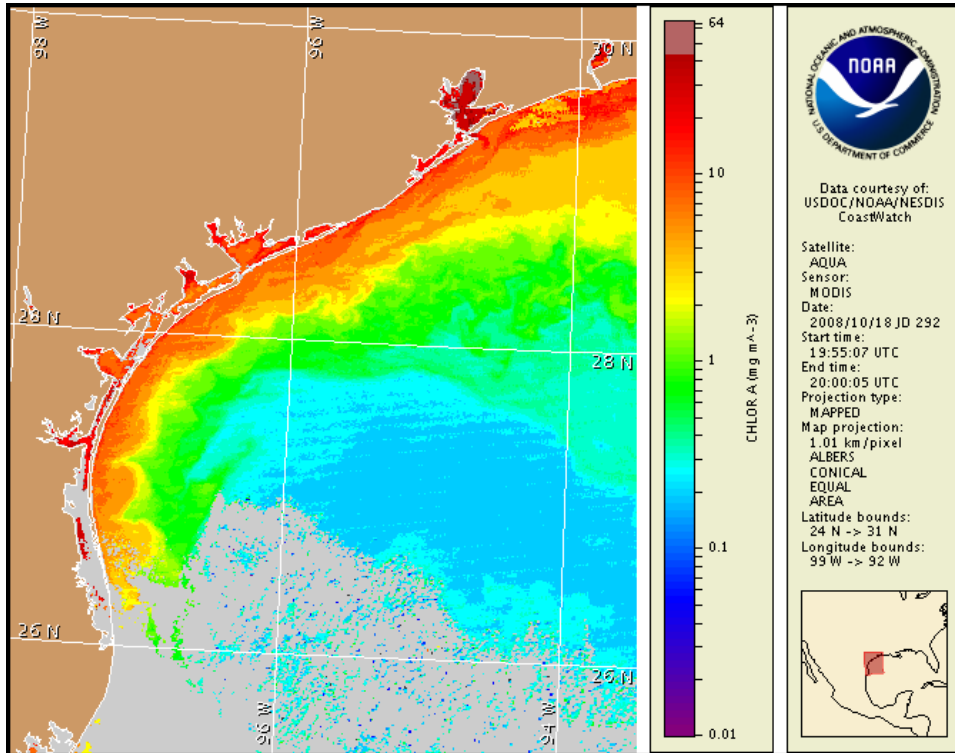 98 W
96 W
30 N
28 N
28 N
26 N
26 N
96 W
94 W
64
10
1
0.1
0.01
CHLOR A (mg m^-3)
NATIONAL OCEANIC AND ATMOSPHERIC ADMINISTRATION
NOAA
U.S. DEPARTMENT OF COMMERCE
Data courtesy of:
USDOC/NOAA/NESDIS
CoastWatch
Satellite:
AQUA
Sensor:
MODIS
Date:
2008/10/18 JD 292
Start time:
19:55:07 UTC
End time:
20:00:05 UTC
Projection type:
MAPPED
Map projection:
1.01 km/pixel
ALBERS
CONICAL
EQUAL
AREA
Latitude bounds:
24 N -> 31 N
Longitude bounds:
99 W -> 92 W